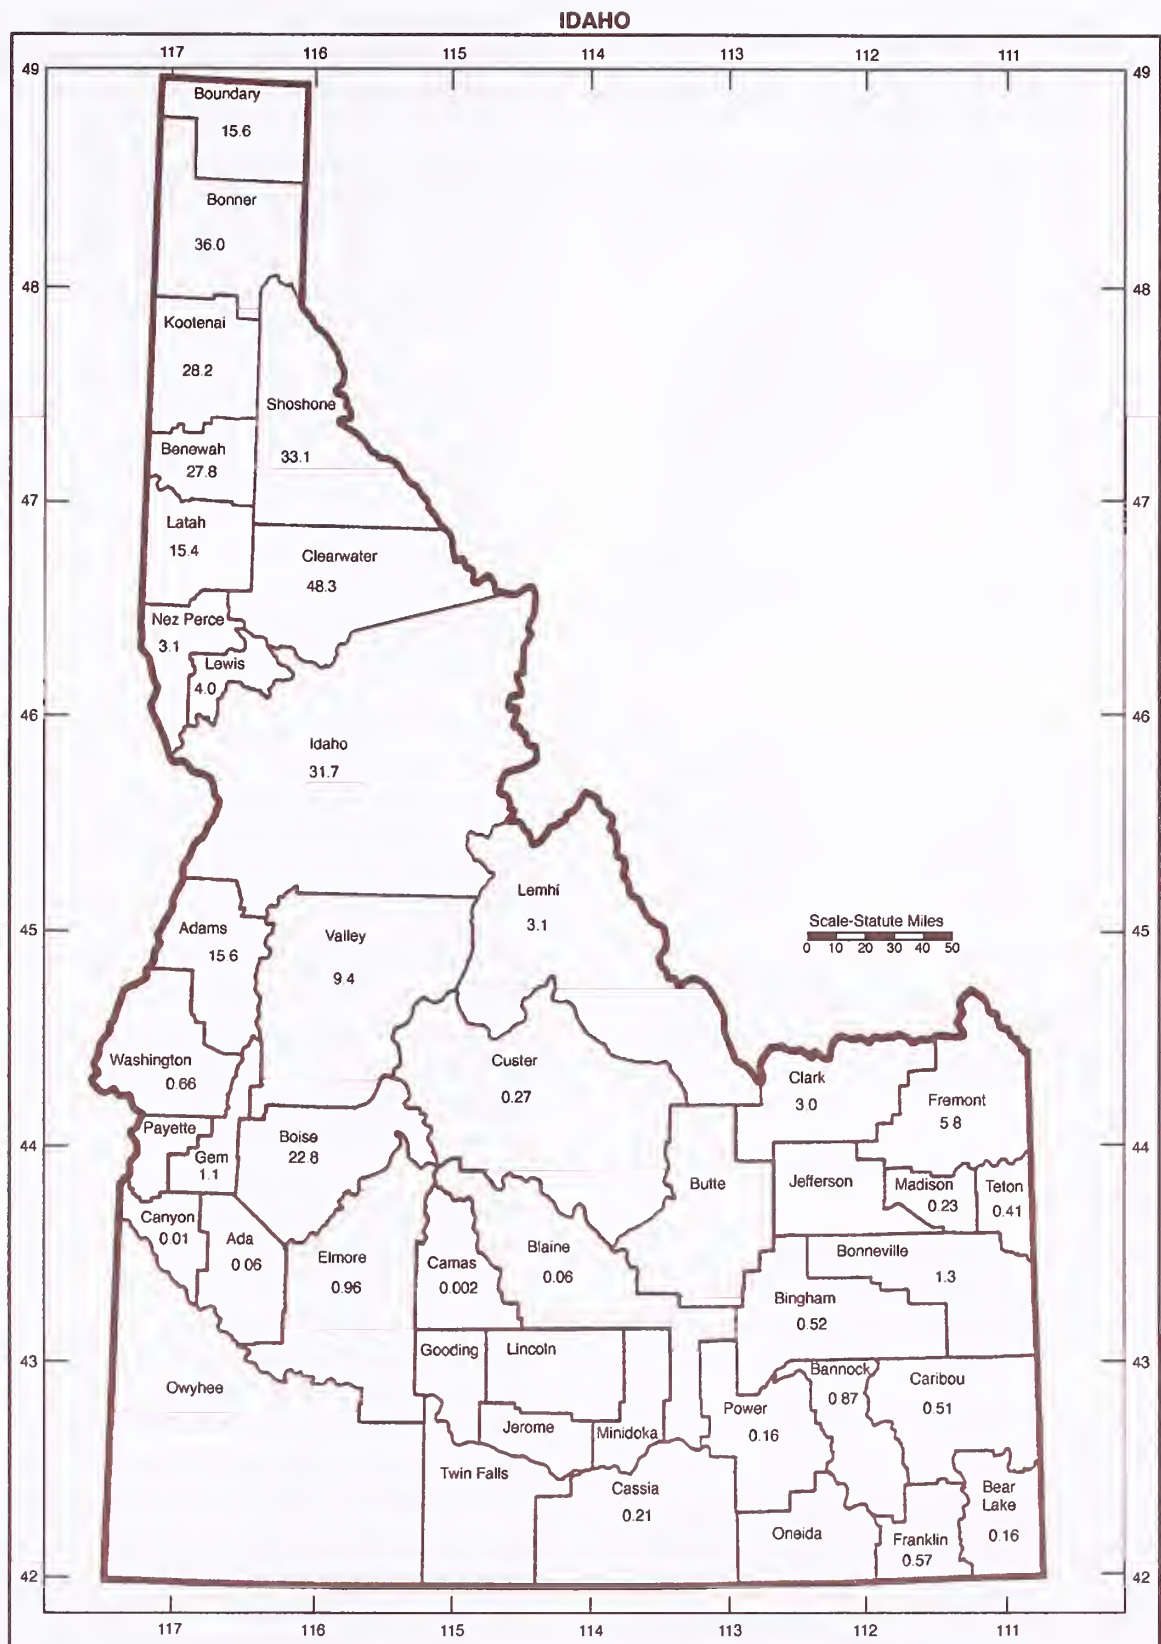 IDAHO
117 116 115 114 113 112 111
49 49
Boundary
15.6
Bonner
36.0
48 48
Kootenai
28.2
Shoshone
33.1
Benewah
27.8
47 47
Latah
15.4
Clearwater
48.3
Nez Perce
3.1
Lewis
4.0
46 46
Idaho
31.7
Lemhi
3.1
Scale-Statute Miles
0 10 20 30 40 50
45 45
Adams
15.6
Valley
9.4
Washington
0.66
Custer
0.27
Clark
3.0
Fremont
5.8
44 44
Payette
Gem
1.1
Boise
22.8
Butte
Jefferson
Madison
0.23
Teton
0.41
Canyon
0.01
Ada
0.06
Elmore
0.96
Camas
0.002
Blaine
0.06
Bonneville
1.3
Bingham
0.52
43 43
Owyhee
Gooding
Lincoln
Jerome
Minidoka
Power
0.16
Bannock
0.87
Caribou
0.51
Twin Falls
Cassia
0.21
Oneida
Franklin
0.57
Bear
Lake
0.16
42 42
117 116 115 114 113 112 111